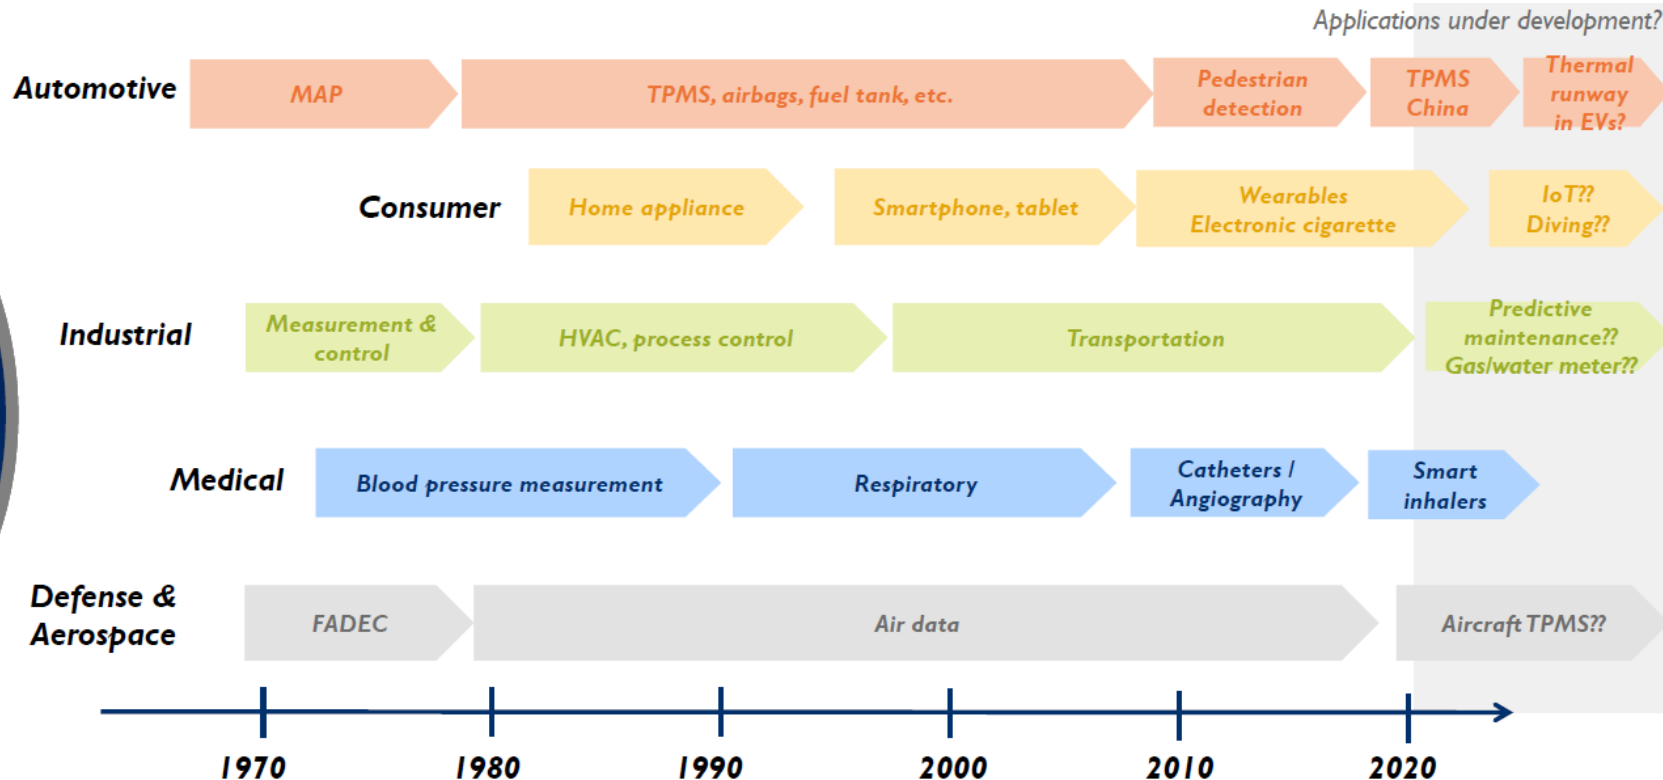 Applications under development?
Automotive
MAP
TPMS, airbags, fuel tank, etc.
Pedestrian
detection
TPMS
China
Thermal
runway
in EVs?
Consumer
Home appliance
Smartphone, tablet
Wearables
Electronic cigarette
IoT??
Diving??
Industrial
Measurement &
control
HVAC, process control
Transportation
Predictive
maintenance??
Gas/water meter??
Medical
Blood pressure measurement
Respiratory
Catheters /
Angiography
Smart
inhalers
Defense &
Aerospace
FADEC
Air data
Aircraft TPMS??
1970
1980
1990
2000
2010
2020